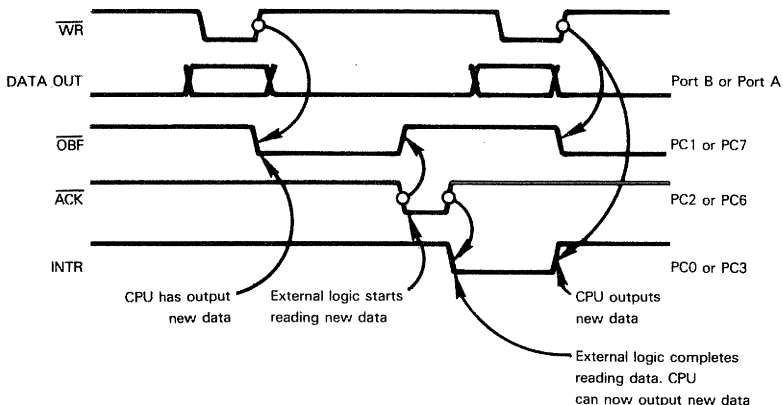 WR
DATA OUT
Port B or Port A
OBF
PC1 or PC7
ACK
PC2 or PC6
INTR
PC0 or PC3
CPU has output
new data
External logic starts
reading new data
CPU outputs
new data
External logic completes
reading data. CPU
can now output new data